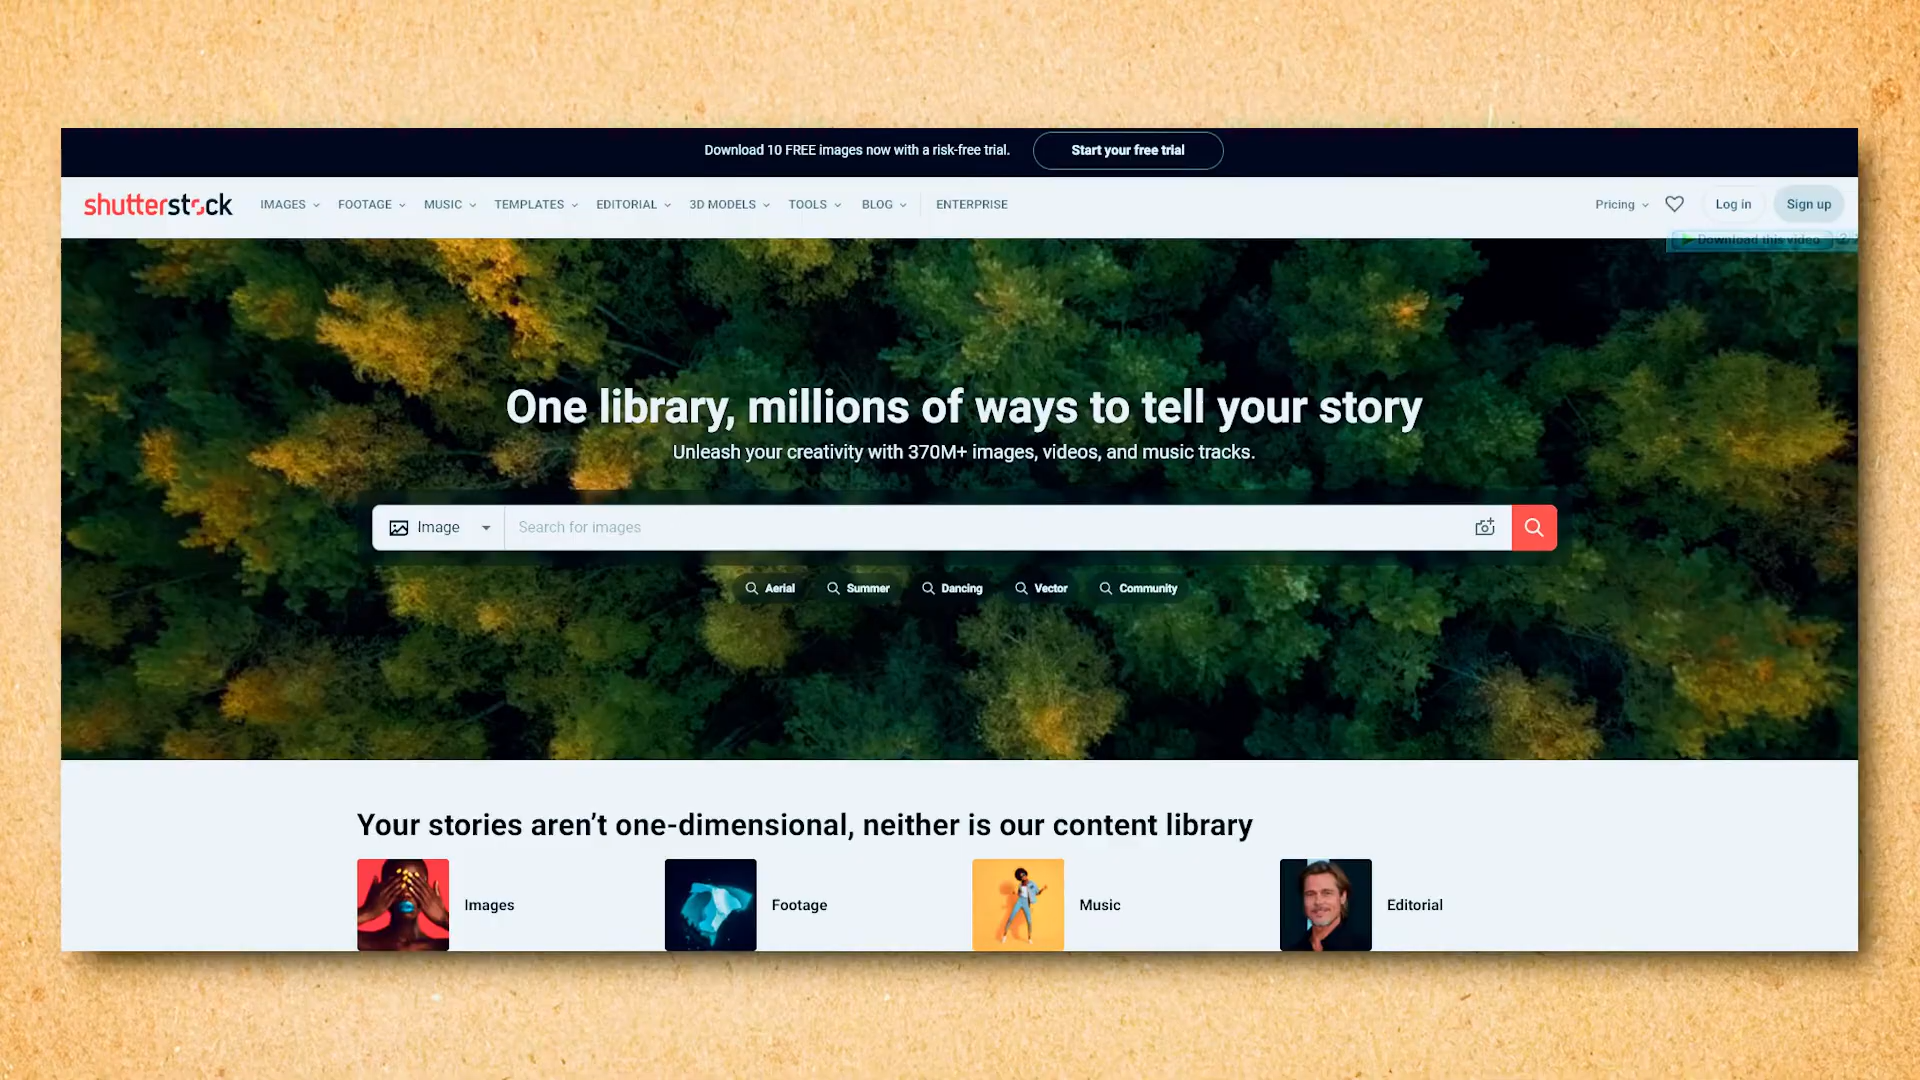 Download 10 FREE images now with a risk-free trial. Start your free trial
shutterstock IMAGES FOOTAGE MUSIC TEMPLATES EDITORIAL 3D MODELS TOOLS BLOG ENTERPRISE Pricing Log in Sign up
Download this video
One library, millions of ways to tell your story
Unleash your creativity with 370M+ images, videos, and music tracks.
Image Search for images
Aerial Summer Dancing Vector Community
Your stories aren’t one-dimensional, neither is our content library
Images Footage Music Editorial